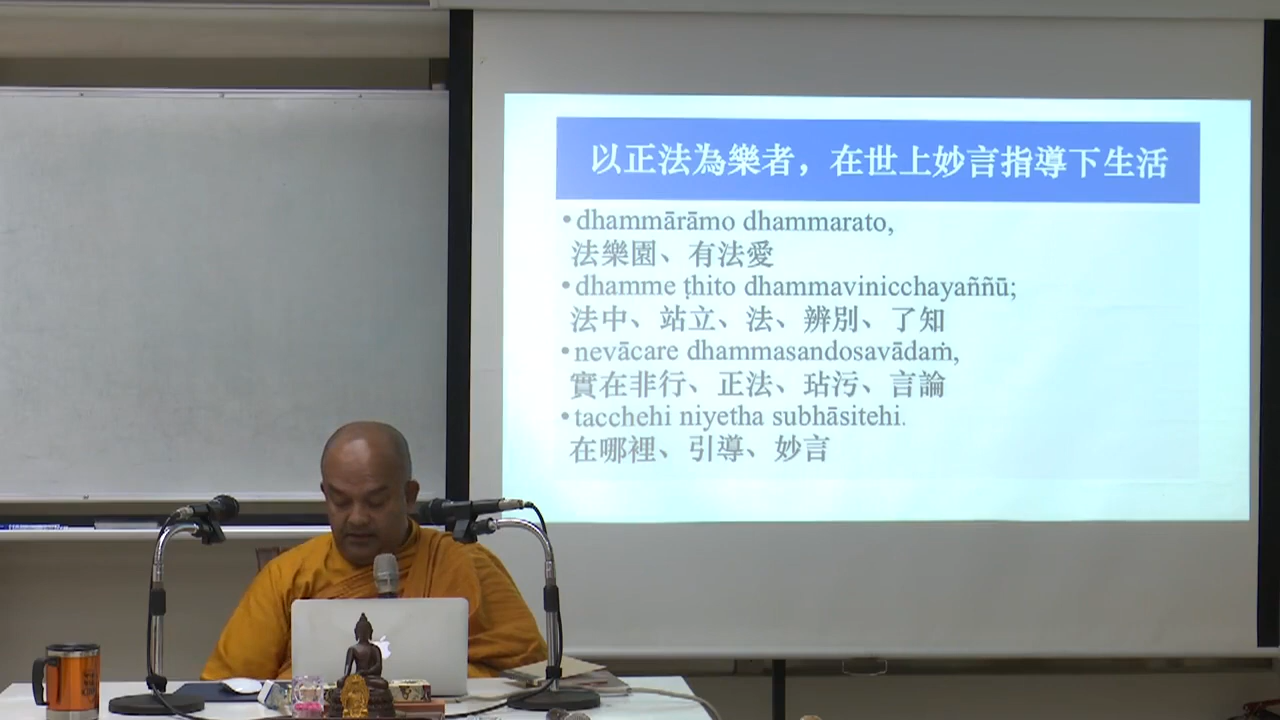 以正法為樂者，在世上妙言指導下生活
•dhammārāmo dhammarato,
法樂園、有法愛
•dhamme ṭhito dhammavinicchayaññū;
法中、站立、法、辨別、了知
•nevācare dhammasandosavādaṁ,
實在非行、正法、玷污、言論
•tacchehi niyetha subhāsitehi.
在哪裡、引導、妙言